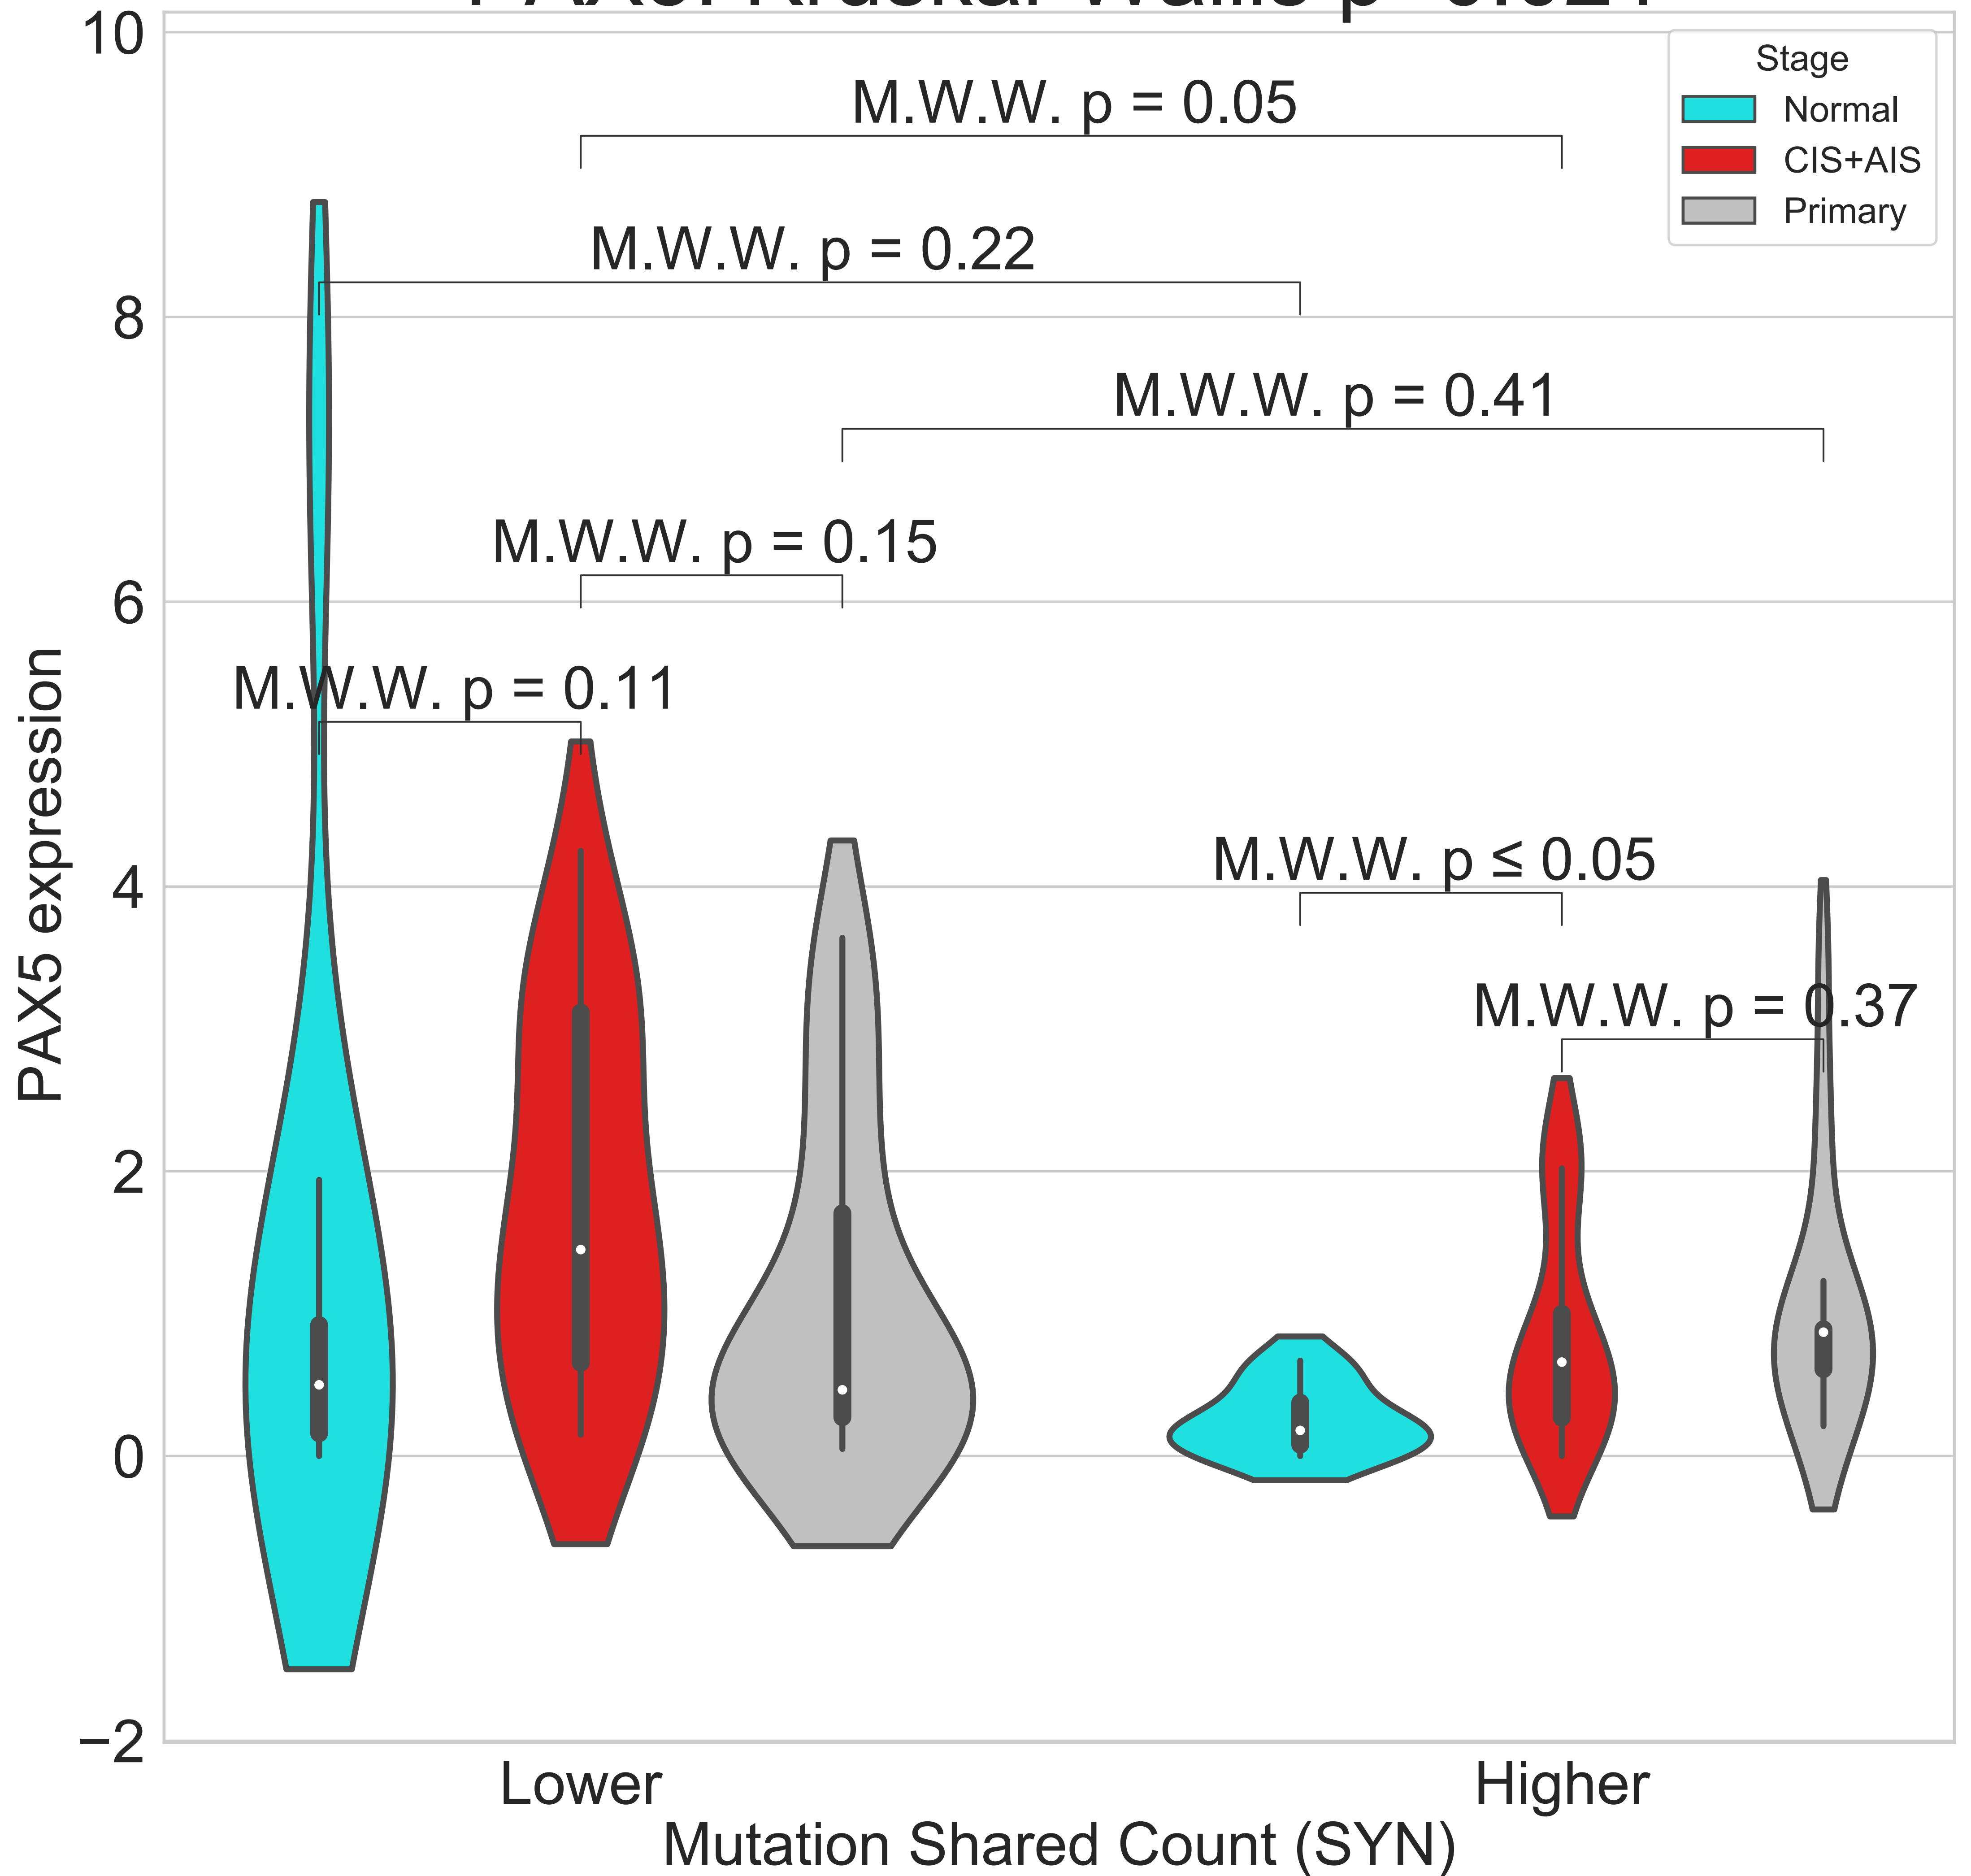 10
8
6
4
2
0
−2
PAX5 expression
Stage
Normal
CIS+AIS
Primary
M.W.W. p = 0.05
M.W.W. p = 0.22
M.W.W. p = 0.41
M.W.W. p = 0.15
M.W.W. p = 0.11
M.W.W. p ≤ 0.05
M.W.W. p = 0.37
Lower
Higher
Mutation Shared Count (SYN)